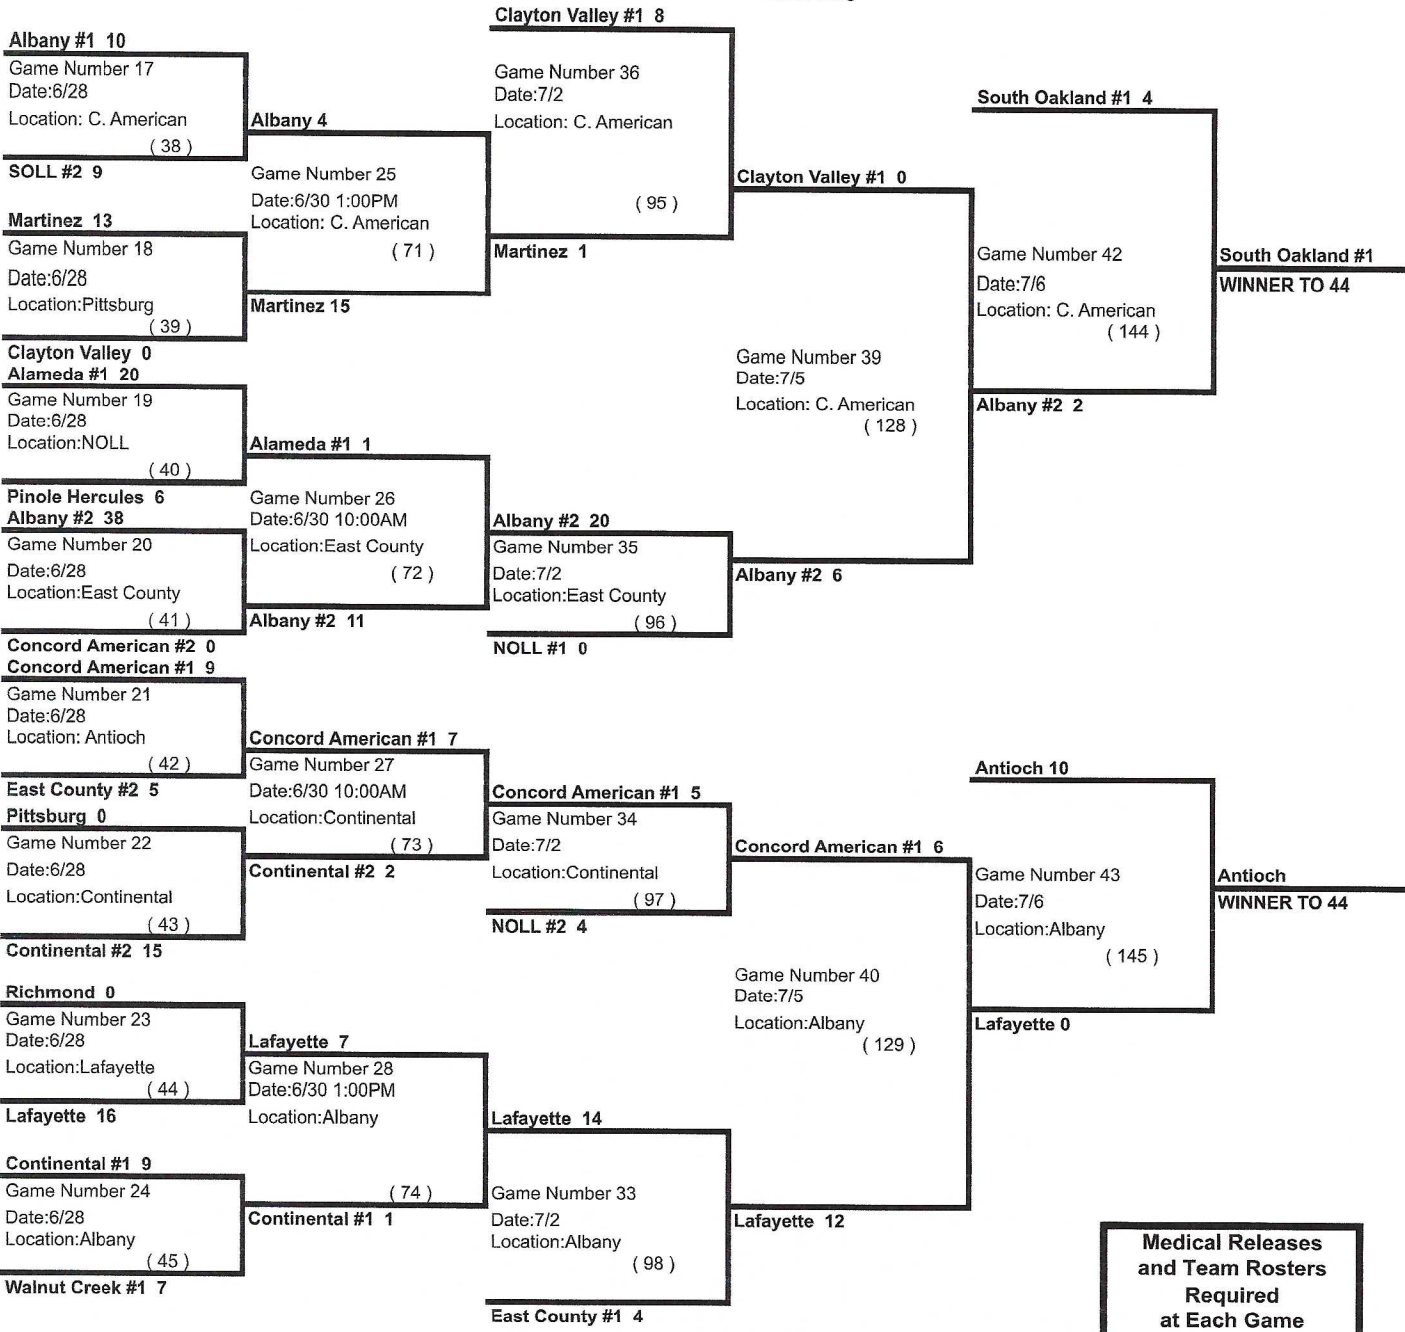 Albany #1 10
Game Number 17
Date:6/28
Location: C. American
( 38 )
SOLL #2 9
Martinez 13
Game Number 18
Date:6/28
Location:Pittsburg
( 39 )
Clayton Valley 0
Alameda #1 20
Game Number 19
Date:6/28
Location:NOLL
( 40 )
Pinole Hercules 6
Albany #2 38
Game Number 20
Date:6/28
Location:East County
( 41 )
Concord American #2 0
Concord American #1 9
Game Number 21
Date:6/28
Location: Antioch
( 42 )
East County #2 5
Pittsburg 0
Game Number 22
Date:6/28
Location:Continental
( 43 )
Continental #2 15
Richmond 0
Game Number 23
Date:6/28
Location:Lafayette
( 44 )
Lafayette 16
Continental #1 9
Game Number 24
Date:6/28
Location:Albany
( 45 )
Walnut Creek #1 7
Albany 4
Game Number 25
Date:6/30 1:00PM
Location: C. American
( 71 )
Martinez 15
Alameda #1 1
Game Number 26
Date:6/30 10:00AM
Location:East County
( 72 )
Albany #2 11
Concord American #1 7
Game Number 27
Date:6/30 10:00AM
Location:Continental
( 73 )
Continental #2 2
Lafayette 7
Game Number 28
Date:6/30 1:00PM
Location:Albany
( 74 )
Continental #1 1
Clayton Valley #1 8
Game Number 36
Date:7/2
Location: C. American
( 95 )
Martinez 1
Albany #2 20
Game Number 35
Date:7/2
Location:East County
( 96 )
NOLL #1 0
Concord American #1 5
Game Number 34
Date:7/2
Location:Continental
( 97 )
NOLL #2 4
Lafayette 14
Game Number 33
Date:7/2
Location:Albany
( 98 )
East County #1 4
Clayton Valley #1 0
Game Number 39
Date:7/5
Location: C. American
( 128 )
Albany #2 6
Concord American #1 6
Game Number 40
Date:7/5
Location:Albany
( 129 )
Lafayette 12
South Oakland #1 4
Game Number 42
Date:7/6
Location: C. American
( 144 )
Albany #2 2
Antioch 10
Game Number 43
Date:7/6
Location:Albany
( 145 )
Lafayette 0
South Oakland #1
WINNER TO 44
Antioch
WINNER TO 44
Medical Releases
and Team Rosters
Required
at Each Game